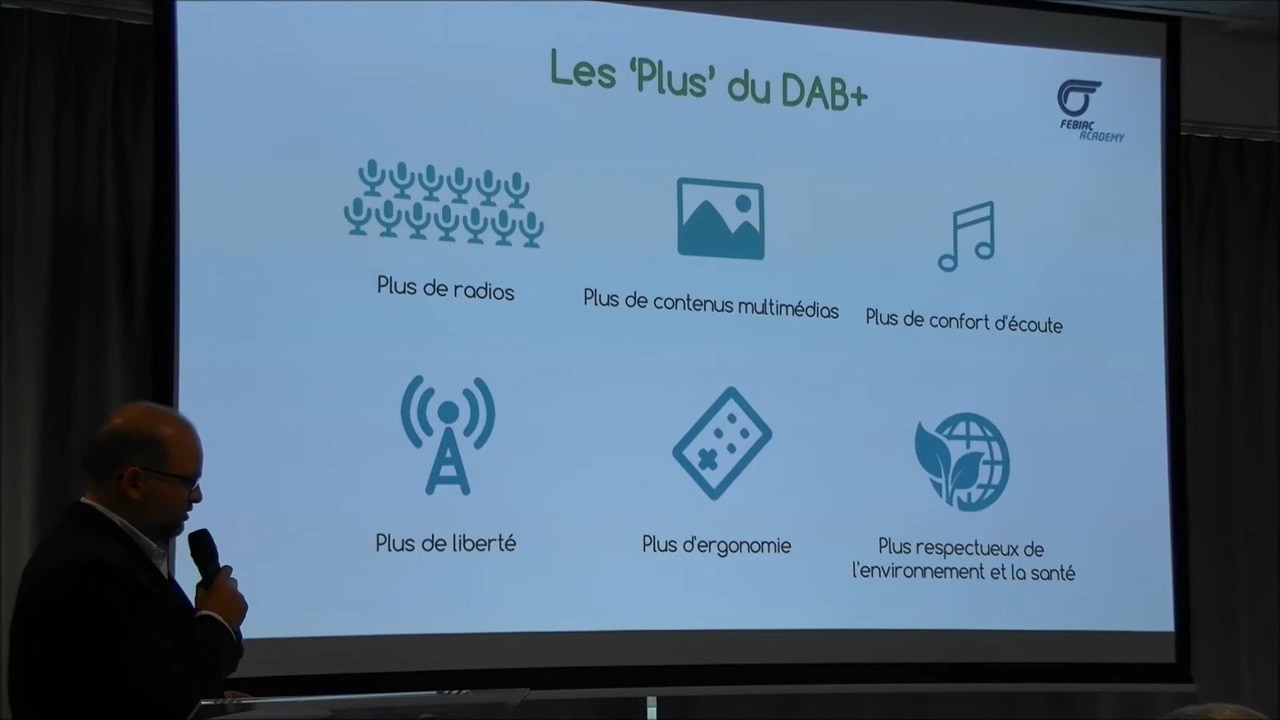 Les ‘Plus’ du DAB+
FEBIAC
ACADEMY
Plus de radios
Plus de contenus multimédias
Plus de confort d'écoute
Plus de liberté
Plus d'ergonomie
Plus respectueux de
l'environnement et la santé